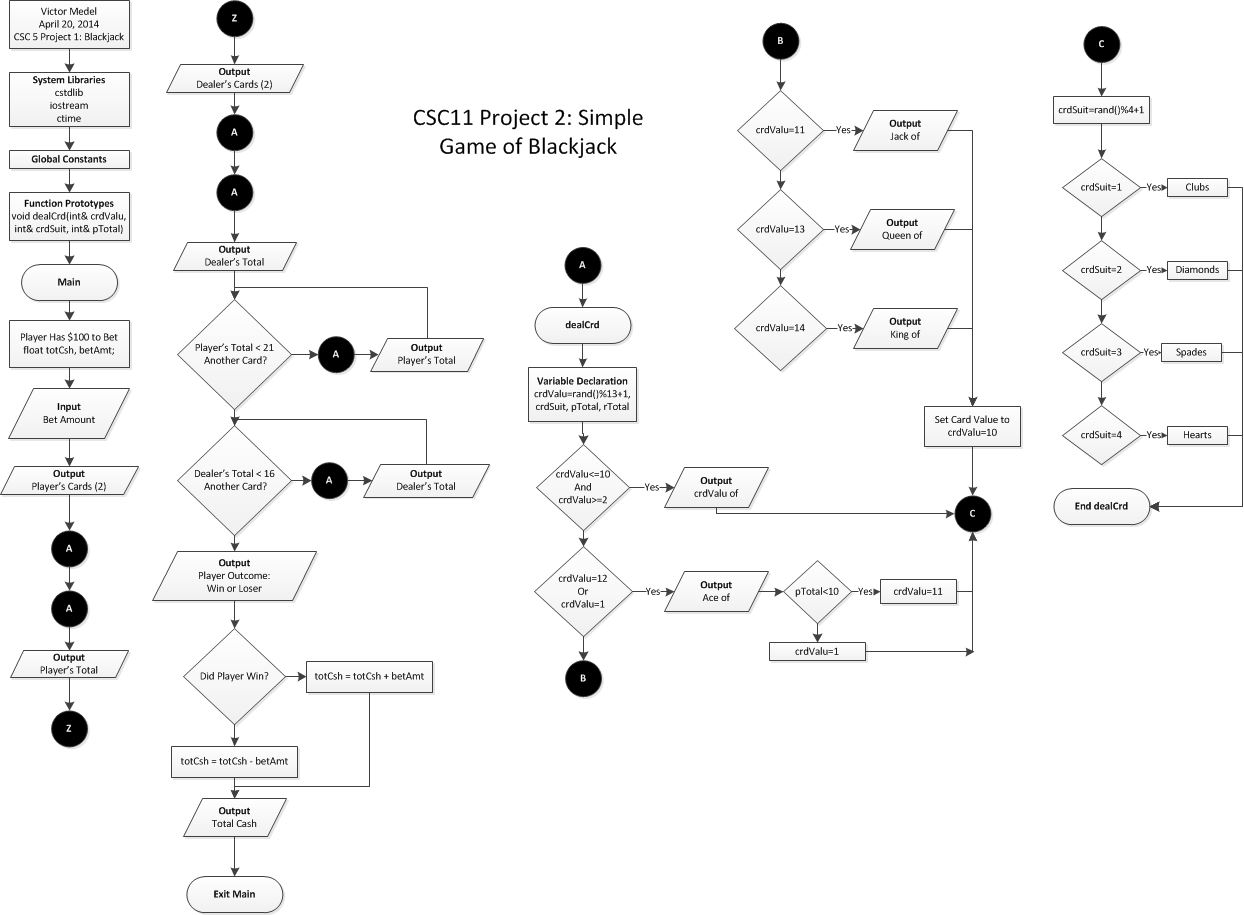 Victor Medel
April 20, 2014
CSC 5 Project 1: Blackjack
System Libraries
cstdlib
iostream
ctime
Global Constants
Function Prototypes
void dealCrd(int& crdValu,
int& crdSuit, int& pTotal)
Main
Player Has $100 to Bet
float totCsh, betAmt;
Input
Bet Amount
Output
Player's Cards (2)
A
A
Output
Player's Total
Z
Z
Output
Dealer's Cards (2)
A
A
Output
Dealer's Total
Player's Total < 21
Another Card?
A
Output
Player's Total
Dealer's Total < 16
Another Card?
A
Output
Dealer's Total
Output
Player Outcome:
Win or Loser
Did Player Win?
totCsh = totCsh + betAmt
totCsh = totCsh - betAmt
Output
Total Cash
Exit Main
CSC11 Project 2: Simple
Game of Blackjack
A
dealCrd
Variable Declaration
crdValu=rand()%13+1,
crdSuit, pTotal, rTotal
crdValu<=10
And
crdValu>=2
Yes
Output
crdValu of
crdValu=12
Or
crdValu=1
Yes
Output
Ace of
pTotal<10
Yes
crdValu=11
crdValu=1
B
B
crdValu=11
Yes
Output
Jack of
crdValu=13
Yes
Output
Queen of
crdValu=14
Yes
Output
King of
Set Card Value to
crdValu=10
C
C
crdSuit=rand()%4+1
crdSuit=1
Yes
Clubs
crdSuit=2
Yes
Diamonds
crdSuit=3
Yes
Spades
crdSuit=4
Yes
Hearts
End dealCrd